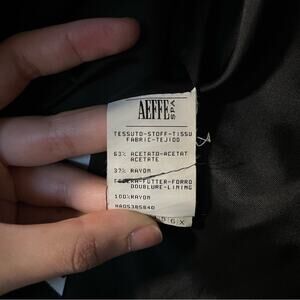 AEFFE SPA
TESSUTO-STOFF-TISSU
FABRIC-TEJIDO
63% ACETATO-ACETAT
ACETATE
37% RAYON
FODERA-FUTTER-FORRO
DOUBLURE-LINING
100%RAYON